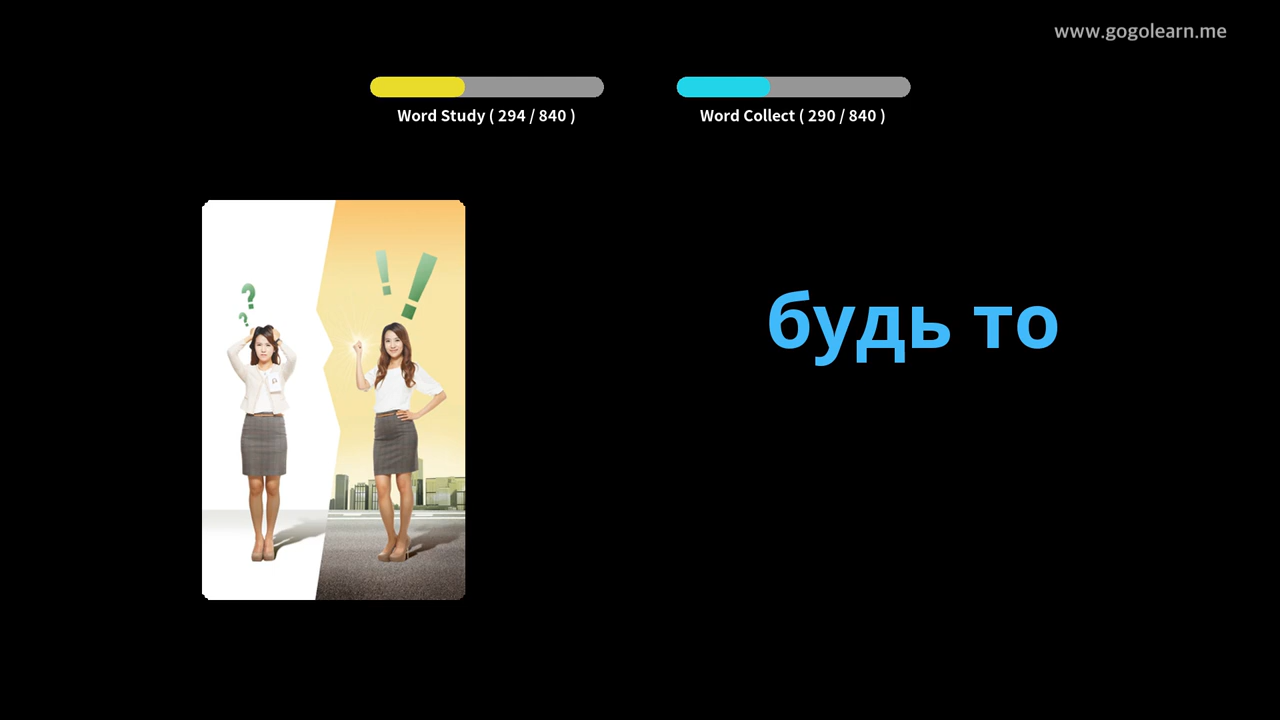 www.gogolearn.me
Word Study ( 294 / 840 )
Word Collect ( 290 / 840 )
? ?
! !
будь то